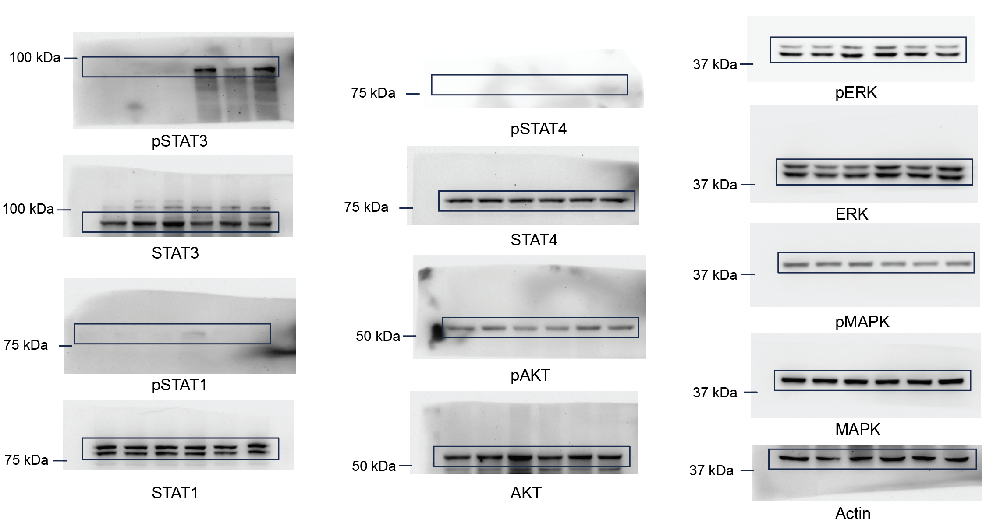 100 kDa
pSTAT3
100 kDa
STAT3
75 kDa
pSTAT1
75 kDa
STAT1
75 kDa
pSTAT4
75 kDa
STAT4
50 kDa
pAKT
50 kDa
AKT
37 kDa
pERK
37 kDa
ERK
37 kDa
pMAPK
37 kDa
MAPK
37 kDa
Actin